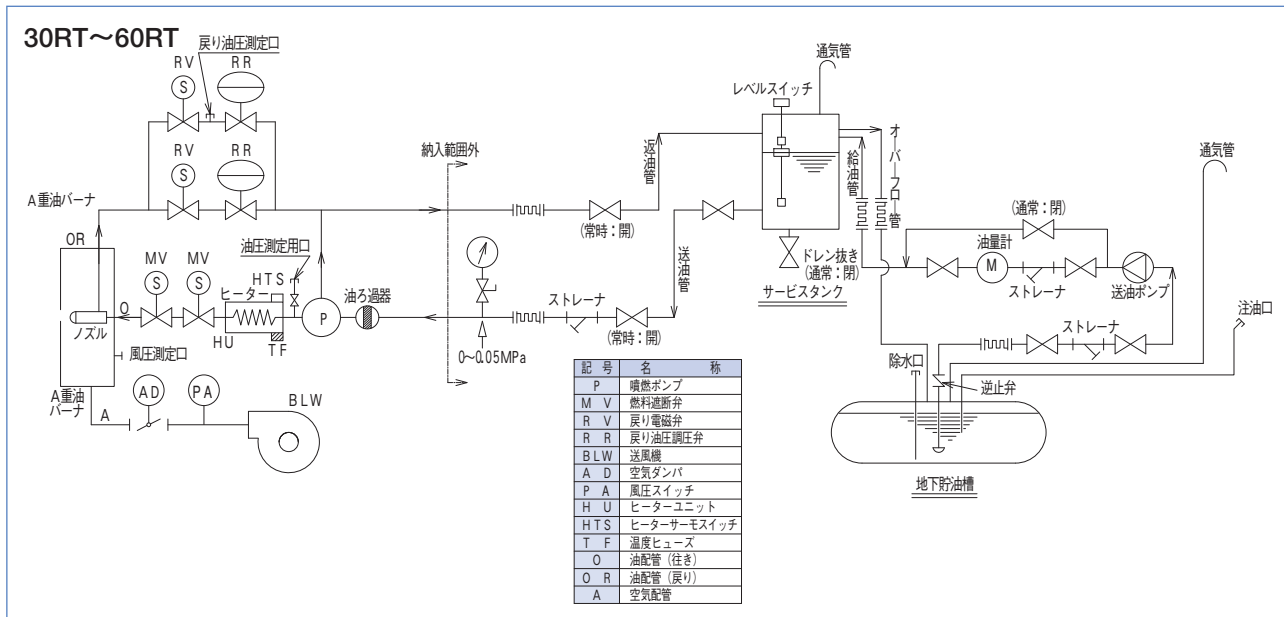 30RT～60RT
戻り油圧測定口
RV
RR
S
RV
RR
S
A重油バーナ
OR
MV
MV
S
S
HTS
油圧測定用口
ヒーター
油ろ過器
O
ノズル
P
HU
TF
風圧測定口
A重油
バーナ
A
AD
PA
BLW
納入範囲外
0～0.05MPa
ストレーナ
(常時：開)
(常時：開)
返油管
送油管
レベルスイッチ
通気管
ドレン抜き
(通常：閉)
サービスタンク
給油管
オーバーフロー管
(通常：閉)
油量計
M
ストレーナ
送油ポンプ
通気管
注油口
ストレーナ
除水口
逆止弁
地下貯油槽
記号 名称
P 噴燃ポンプ
MV 燃料遮断弁
RV 戻り電磁弁
RR 戻り油圧調圧弁
BLW 送風機
AD 空気ダンパ
PA 風圧スイッチ
HU ヒーターユニット
HTS ヒーターサーモスイッチ
TF 温度ヒューズ
O 油配管（往き）
OR 油配管（戻り）
A 空気配管